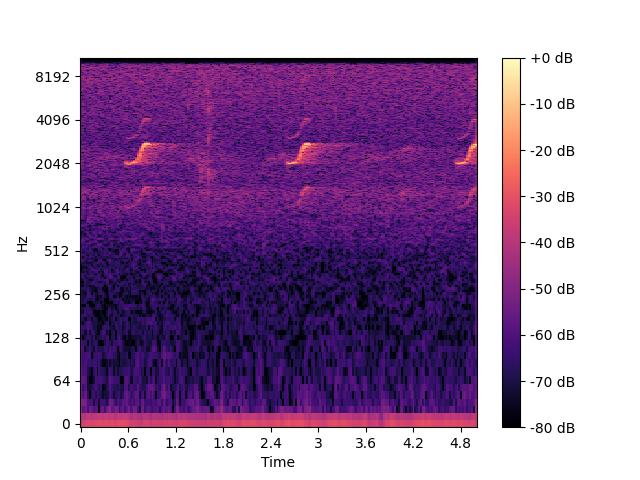 8192
4096
2048
1024
512
256
128
64
0
Hz
0
0.6
1.2
1.8
2.4
3
3.6
4.2
4.8
Time
+0 dB
-10 dB
-20 dB
-30 dB
-40 dB
-50 dB
-60 dB
-70 dB
-80 dB